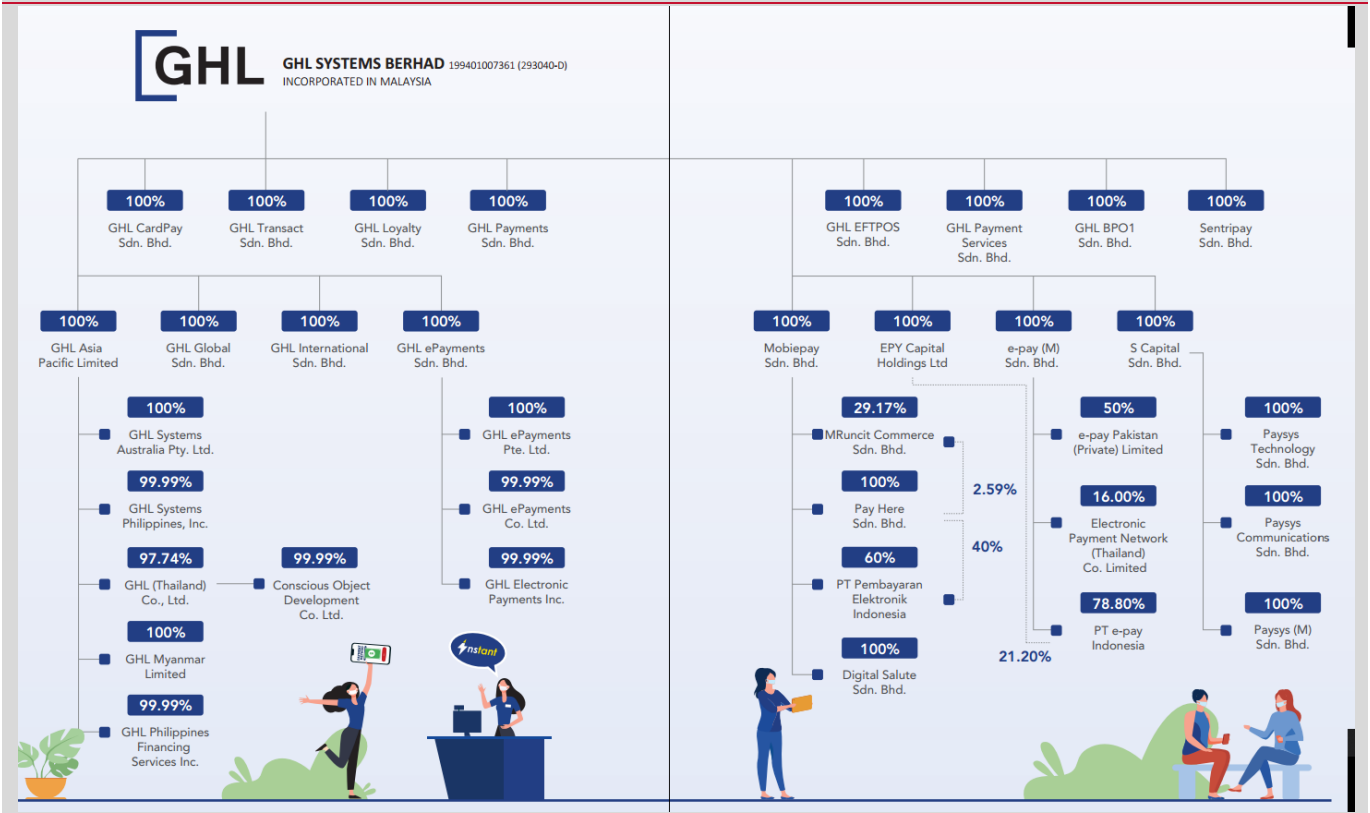 GHL
GHL SYSTEMS BERHAD 199401007361 (293040-D)
INCORPORATED IN MALAYSIA
100%
GHL CardPay
Sdn. Bhd.
100%
GHL Transact
Sdn. Bhd.
100%
GHL Loyalty
Sdn. Bhd.
100%
GHL Payments
Sdn. Bhd.
100%
GHL EFTPOS
Sdn. Bhd.
100%
GHL Payment
Services
Sdn. Bhd.
100%
GHL BPO1
Sdn. Bhd.
100%
Sentripay
Sdn. Bhd.
100%
GHL Asia
Pacific Limited
100%
GHL Global
Sdn. Bhd.
100%
GHL International
Sdn. Bhd.
100%
GHL ePayments
Sdn. Bhd.
100%
Mobiepay
Sdn. Bhd.
100%
EPY Capital
Holdings Ltd
100%
e-pay (M)
Sdn. Bhd.
100%
S Capital
Sdn. Bhd.
100%
GHL Systems
Australia Pty. Ltd.
99.99%
GHL Systems
Philippines, Inc.
97.74%
GHL (Thailand)
Co., Ltd.
99.99%
Conscious Object
Development
Co. Ltd.
100%
GHL Myanmar
Limited
99.99%
GHL Philippines
Financing
Services Inc.
100%
GHL ePayments
Pte. Ltd.
99.99%
GHL ePayments
Co. Ltd.
99.99%
GHL Electronic
Payments Inc.
nstant
29.17%
MRuncit Commerce
Sdn. Bhd.
100%
Pay Here
Sdn. Bhd.
60%
PT Pembayaran
Elektronik
Indonesia
100%
Digital Salute
Sdn. Bhd.
2.59%
40%
21.20%
50%
e-pay Pakistan
(Private) Limited
16.00%
Electronic
Payment Network
(Thailand)
Co. Limited
78.80%
PT e-pay
Indonesia
100%
Paysys
Technology
Sdn. Bhd.
100%
Paysys
Communications
Sdn. Bhd.
100%
Paysys (M)
Sdn. Bhd.